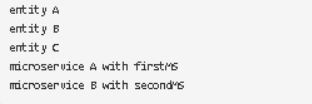 entity A
entity B
entity C
microservice A with firstMS
microservice B with secondMS